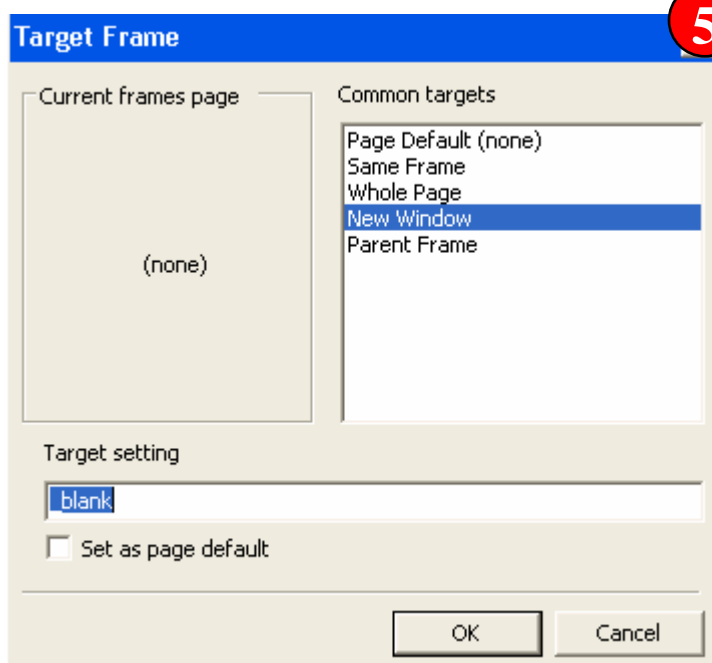 5
Target Frame
Current frames page
(none)
Common targets
Page Default (none)
Same Frame
Whole Page
New Window
Parent Frame
Target setting
_blank
Set as page default
OK
Cancel